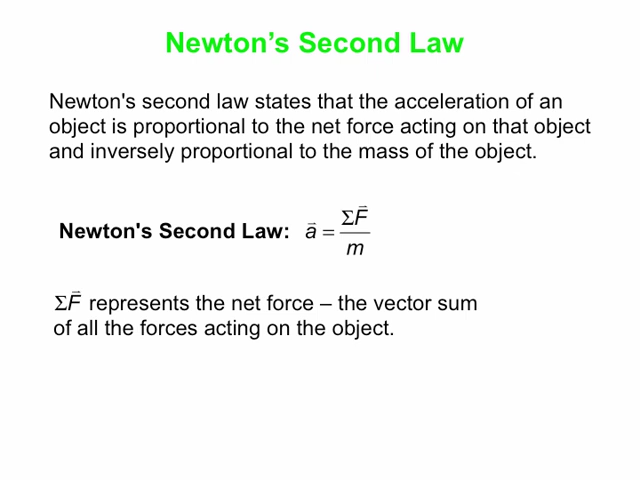 Newton’s Second Law
Newton's second law states that the acceleration of an
object is proportional to the net force acting on that object
and inversely proportional to the mass of the object.
Newton's Second Law: a⃗ = ΣF⃗ / m
ΣF⃗ represents the net force – the vector sum
of all the forces acting on the object.